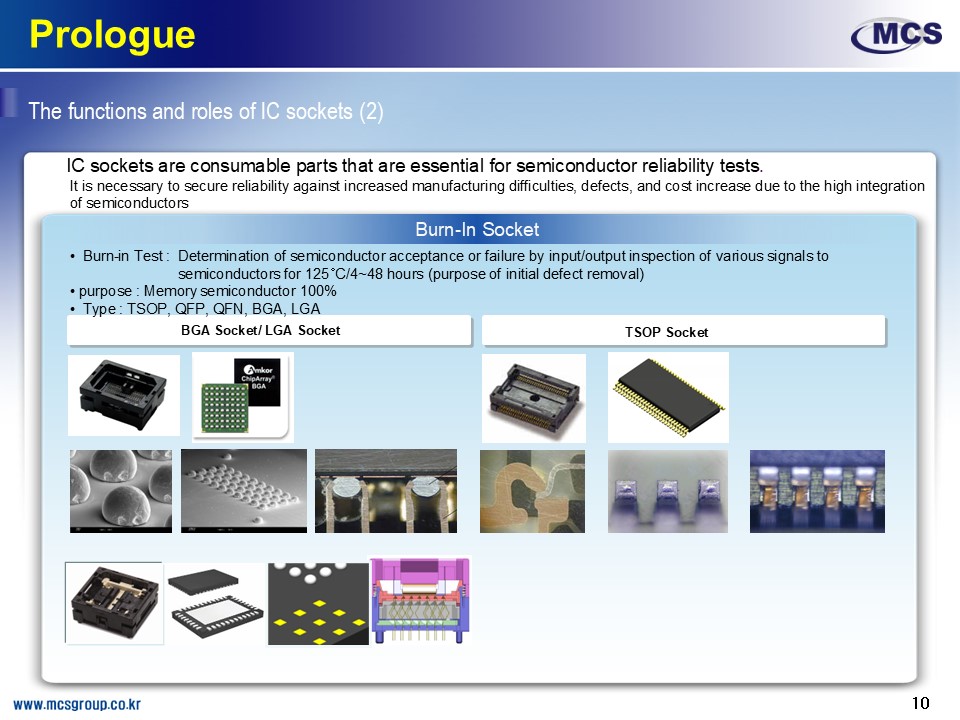 Prologue
MCS
The functions and roles of IC sockets (2)
IC sockets are consumable parts that are essential for semiconductor reliability tests.
It is necessary to secure reliability against increased manufacturing difficulties, defects, and cost increase due to the high integration
of semiconductors
Burn-In Socket
• Burn-in Test : Determination of semiconductor acceptance or failure by input/output inspection of various signals to
semiconductors for 125˚C/4~48 hours (purpose of initial defect removal)
• purpose : Memory semiconductor 100%
• Type : TSOP, QFP, QFN, BGA, LGA
BGA Socket/ LGA Socket
TSOP Socket
Amkor
ChipArray®
BGA
www.mcsgroup.co.kr
10